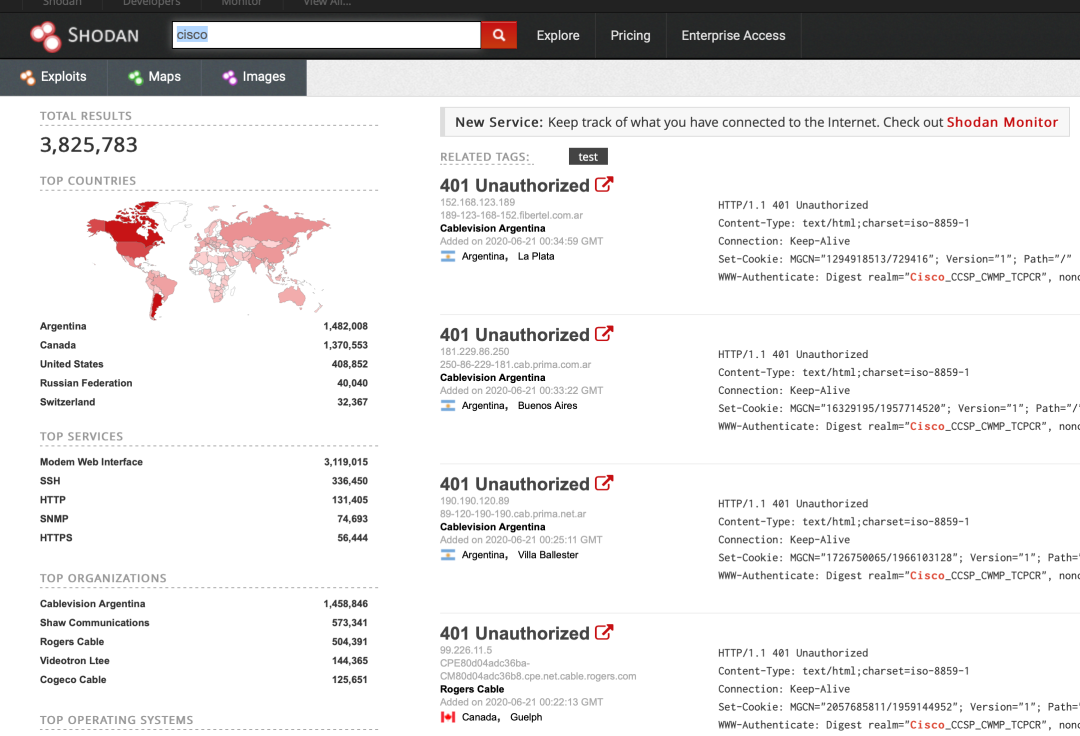 Shodan Developers Monitor View All...
SHODAN cisco Explore Pricing Enterprise Access
Exploits Maps Images
TOTAL RESULTS
3,825,783
TOP COUNTRIES
Argentina 1,482,008
Canada 1,370,553
United States 408,852
Russian Federation 40,040
Switzerland 32,367
TOP SERVICES
Modem Web Interface 3,119,015
SSH 336,450
HTTP 131,405
SNMP 74,693
HTTPS 56,444
TOP ORGANIZATIONS
Cablevision Argentina 1,458,846
Shaw Communications 573,341
Rogers Cable 504,391
Videotron Ltee 144,365
Cogeco Cable 125,651
TOP OPERATING SYSTEMS
New Service: Keep track of what you have connected to the Internet. Check out Shodan Monitor
RELATED TAGS: test
401 Unauthorized
152.168.123.189
189-123-168-152.fibertel.com.ar
Cablevision Argentina
Added on 2020-06-21 00:34:59 GMT
Argentina, La Plata
HTTP/1.1 401 Unauthorized
Content-Type: text/html;charset=iso-8859-1
Connection: Keep-Alive
Set-Cookie: MGCN="1294918513/729416"; Version="1"; Path="/"
WWW-Authenticate: Digest realm="Cisco_CCSP_CWMP_TCPCR", nonc
401 Unauthorized
181.229.86.250
250-86-229-181.cab.prima.com.ar
Cablevision Argentina
Added on 2020-06-21 00:33:22 GMT
Argentina, Buenos Aires
HTTP/1.1 401 Unauthorized
Content-Type: text/html;charset=iso-8859-1
Connection: Keep-Alive
Set-Cookie: MGCN="16329195/1957714520"; Version="1"; Path="/"
WWW-Authenticate: Digest realm="Cisco_CCSP_CWMP_TCPCR", nonc
401 Unauthorized
190.190.120.89
89-120-190-190.cab.prima.net.ar
Cablevision Argentina
Added on 2020-06-21 00:25:11 GMT
Argentina, Villa Ballester
HTTP/1.1 401 Unauthorized
Content-Type: text/html;charset=iso-8859-1
Connection: Keep-Alive
Set-Cookie: MGCN="1726750065/1966103128"; Version="1"; Path="
WWW-Authenticate: Digest realm="Cisco_CCSP_CWMP_TCPCR", nonc
401 Unauthorized
99.226.11.5
CPE80d04adc36ba-
CM80d04adc36b8.cpe.net.cable.rogers.com
Rogers Cable
Added on 2020-06-21 00:22:13 GMT
Canada, Guelph
HTTP/1.1 401 Unauthorized
Content-Type: text/html;charset=iso-8859-1
Connection: Keep-Alive
Set-Cookie: MGCN="2057685811/1959144952"; Version="1"; Path="
WWW-Authenticate: Digest realm="Cisco_CCSP_CWMP_TCPCR", nonc